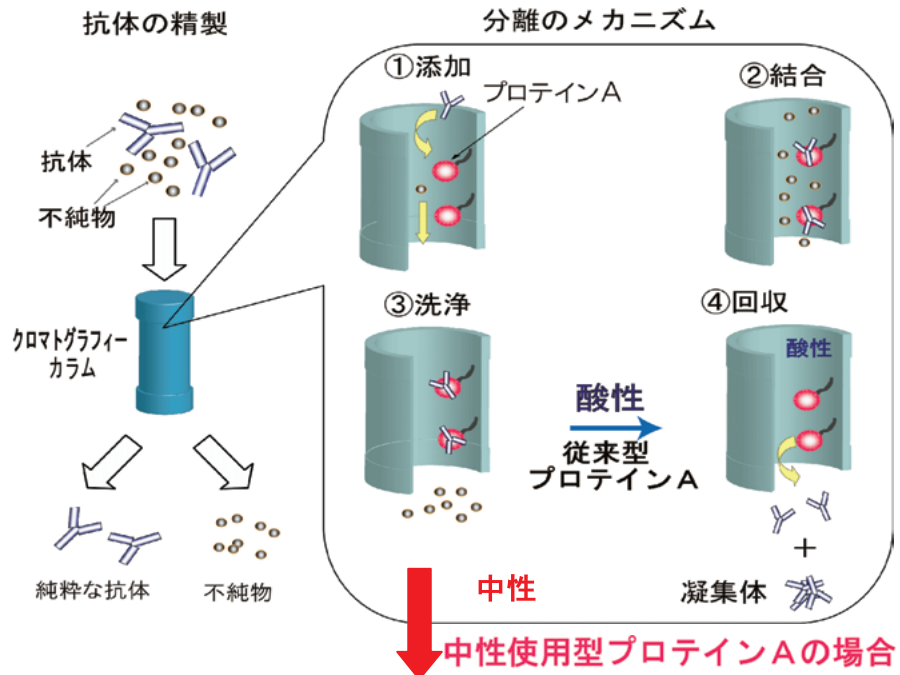 抗体の精製
抗体
不純物
クロマトグラフィー
カラム
純粋な抗体
不純物
分離のメカニズム
①添加
プロテインA
②結合
③洗浄
酸性
従来型
プロテインA
④回収
酸性
+
凝集体
中性
中性使用型プロテインAの場合